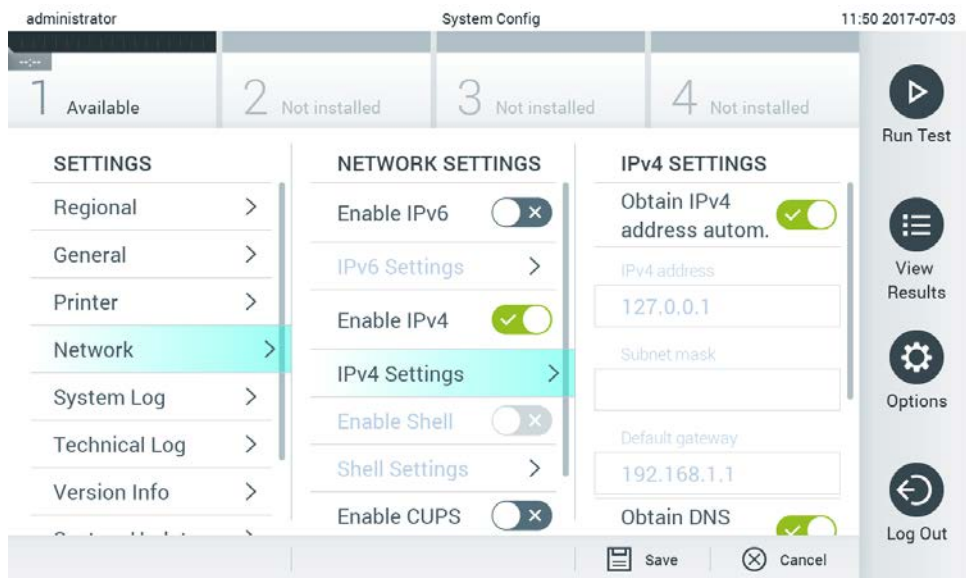 administrator
System Config
11:50 2017-07-03
--:--
1 Available
2 Not installed
3 Not installed
4 Not installed
Run Test
View
Results
Options
Log Out
SETTINGS
Regional
General
Printer
Network
System Log
Technical Log
Version Info
NETWORK SETTINGS
Enable IPv6
IPv6 Settings
Enable IPv4
IPv4 Settings
Enable Shell
Shell Settings
Enable CUPS
IPv4 SETTINGS
Obtain IPv4
address autom.
IPv4 address
127.0.0.1
Subnet mask
Default gateway
192.168.1.1
Obtain DNS
Save
Cancel